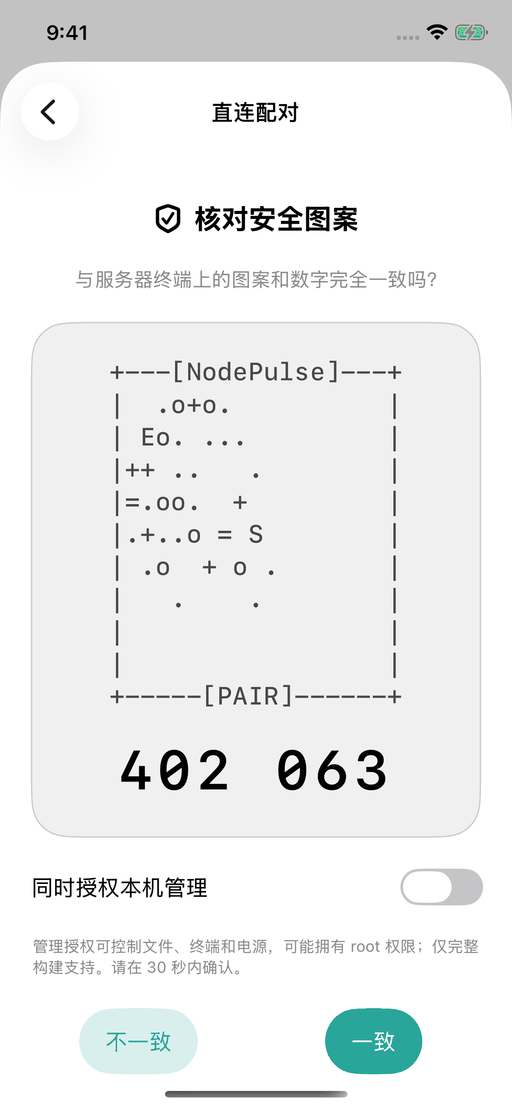 9:41
直连配对
核对安全图案
与服务器终端上的图案和数字完全一致吗？
+---[NodePulse]---+
|  .o+o.          |
| Eo. ...         |
|++ ..   .        |
|=.oo.  +         |
|.+..o = S        |
| .o  + o .       |
|   .    .        |
|                 |
|                 |
+-----[PAIR]------+
402 063
同时授权本机管理
管理授权可控制文件、终端和电源，可能拥有 root 权限；仅完整
构建支持。请在 30 秒内确认。
不一致
一致